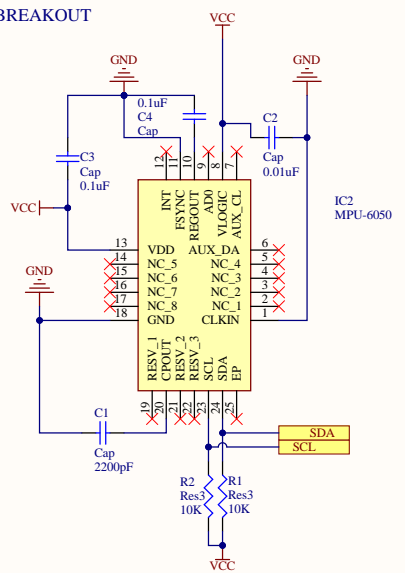 BREAKOUT
VCC
GND
GND
0.1uF
C4
Cap
C2
Cap
0.01uF
C3
Cap
0.1uF
12
11
10
9
8
7
INT
FSYNC
REGOUT
AD0
VLOGIC
AUX_CL
IC2
MPU-6050
VCC
13
VDD
AUX_DA
6
14
NC_5
NC_4
5
15
NC_6
NC_3
4
16
NC_7
NC_2
3
17
NC_8
NC_1
2
18
GND
CLKIN
1
GND
RESV_1
CPOUT
RESV_2
RESV_3
SCL
SDA
EP
19
20
21
22
23
24
25
C1
Cap
2200pF
SDA
SCL
R2
Res3
10K
R1
Res3
10K
VCC